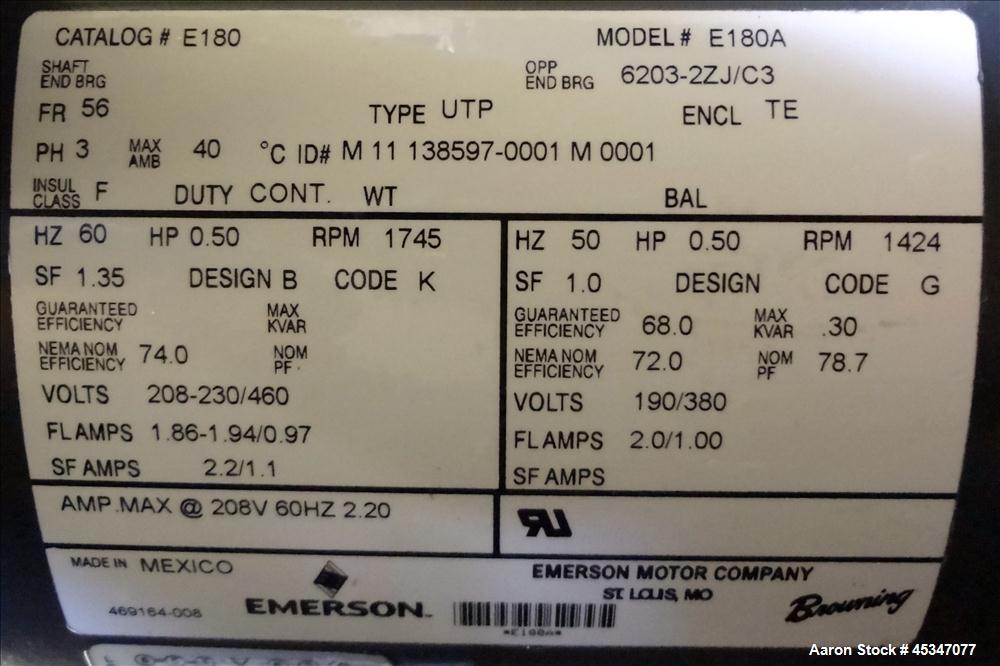 CATALOG # E180 MODEL # E180A
SHAFT END BRG OPP END BRG 6203-2ZJ/C3
FR 56 TYPE UTP ENCL TE
PH 3 MAX AMB 40 °C ID# M 11 138597-0001 M 0001
INSUL CLASS F DUTY CONT. WT BAL
HZ 60 HP 0.50 RPM 1745
SF 1.35 DESIGN B CODE K
GUARANTEED EFFICIENCY MAX KVAR
NEMA NOM EFFICIENCY 74.0 NOM PF
VOLTS 208-230/460
FL AMPS 1.86-1.94/0.97
SF AMPS 2.2/1.1
AMP.MAX @ 208V 60HZ 2.20
HZ 50 HP 0.50 RPM 1424
SF 1.0 DESIGN CODE G
GUARANTEED EFFICIENCY 68.0 MAX KVAR .30
NEMA NOM EFFICIENCY 72.0 NOM PF 78.7
VOLTS 190/380
FL AMPS 2.0/1.00
SF AMPS
RU
MADE IN MEXICO
469164-008
EMERSON™
*E180A*
EMERSON MOTOR COMPANY
ST. LOUIS, MO
Browning
Aaron Stock # 45347077